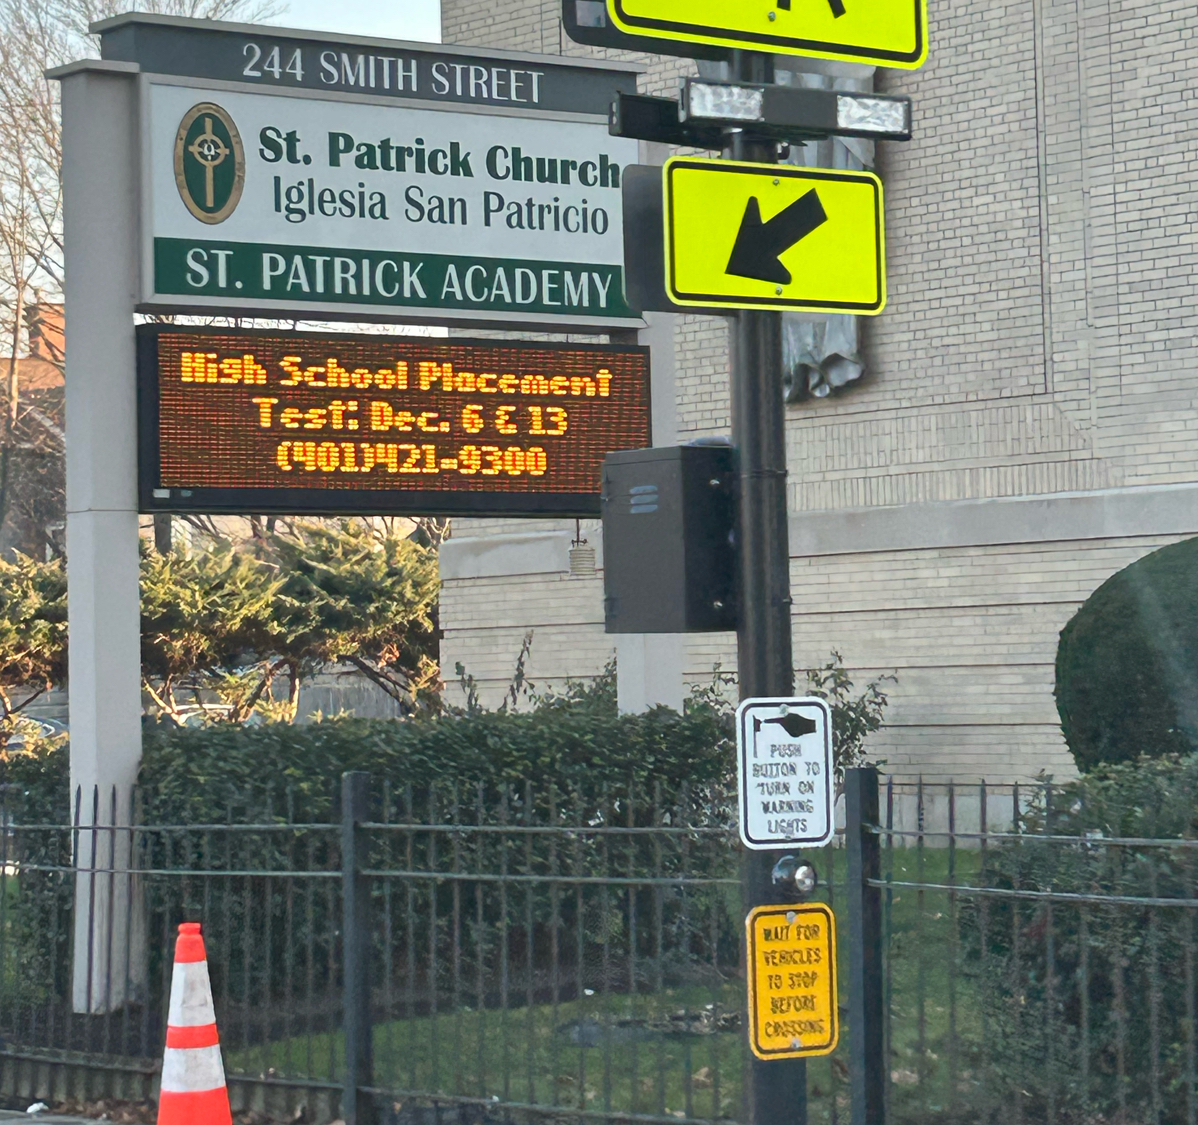 244 SMITH STREET
St. Patrick Church
Iglesia San Patricio
ST. PATRICK ACADEMY
High School Placement
Test: Dec. 6 & 13
(401)421-9300
PUSH
BUTTON TO
TURN ON
WARNING
LIGHTS
WAIT FOR
VEHICLES
TO STOP
BEFORE
CROSSING